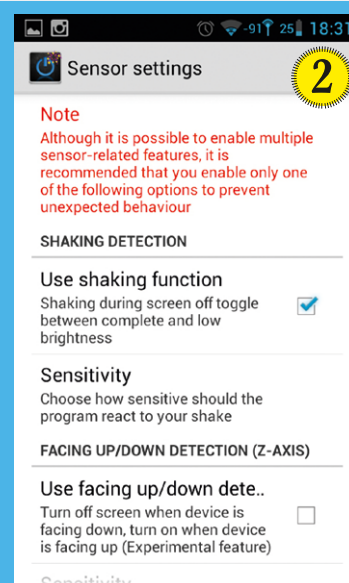 -91 25 18:31
Sensor settings
2
Note
Although it is possible to enable multiple
sensor-related features, it is
recommended that you enable only one
of the following options to prevent
unexpected behaviour
SHAKING DETECTION
Use shaking function
Shaking during screen off toggle
between complete and low
brightness
Sensitivity
Choose how sensitive should the
program react to your shake
FACING UP/DOWN DETECTION (Z-AXIS)
Use facing up/down dete..
Turn off screen when device is
facing down, turn on when device
is facing up (Experimental feature)
Sensitivity